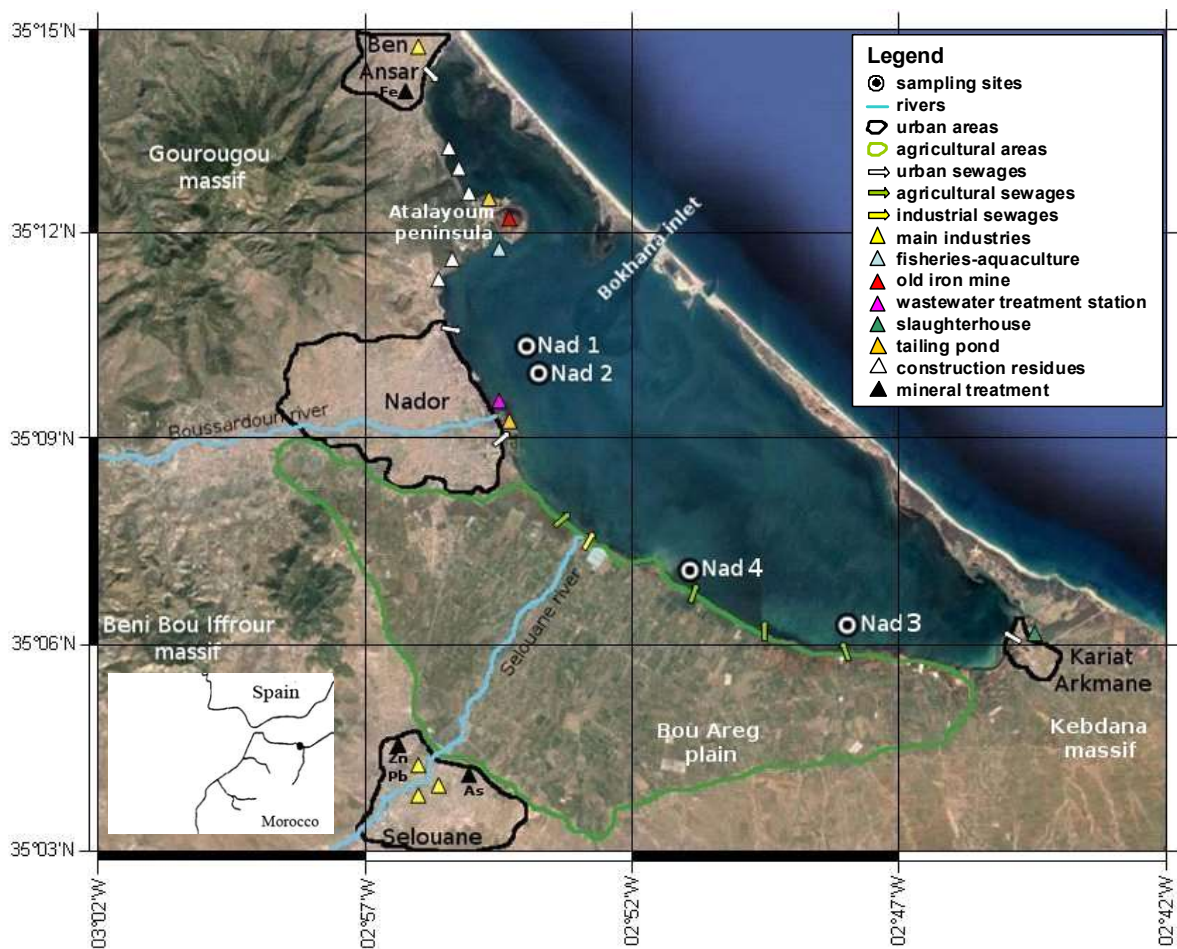 35°15'N
35°12'N
35°09'N
35°06'N
35°03'N
03°02'W
02°57'W
02°52'W
02°47'W
02°42'W
Ben
Ansar
Fe
Gourougou
massif
Atalayoum
peninsula
Bokhana inlet
Nad 1
Nad 2
Nador
Roussardoun river
Nad 4
Nad 3
Selouane river
Beni Bou Iffrour
massif
Kariat
Arkmane
Bou Areg
plain
Kebdana
massif
Zn
Pb
As
Selouane
Spain
Morocco
Legend
sampling sites
rivers
urban areas
agricultural areas
urban sewages
agricultural sewages
industrial sewages
main industries
fisheries-aquaculture
old iron mine
wastewater treatment station
slaughterhouse
tailing pond
construction residues
mineral treatment